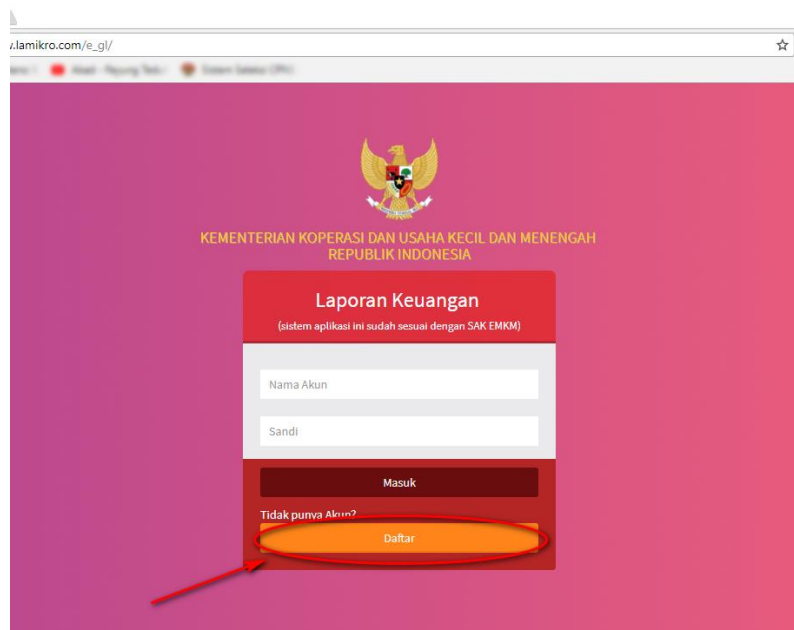 .lamikro.com/e_gl/
KEMENTERIAN KOPERASI DAN USAHA KECIL DAN MENENGAH
REPUBLIK INDONESIA
Laporan Keuangan
(sistem aplikasi ini sudah sesuai dengan SAK EMKM)
Nama Akun
Sandi
Masuk
Tidak punya Akun?
Daftar